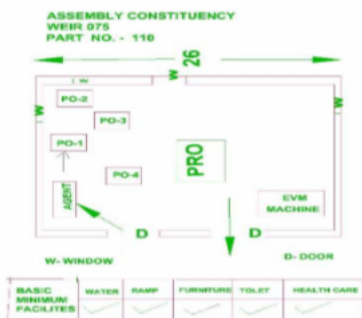 ASSEMBLY CONSTITUENCY
WEIR 075
PART NO. - 110
26
W
W
W
W
PO-2
PO-3
PO-1
PO-4
PRO
AGENT
EVM
MACHINE
D
D
W- WINDOW
D- DOOR
BASIC
MINIMUM
FACILITES
WATER
RAMP
FURNITURE
TOLET
HEALTH CARE